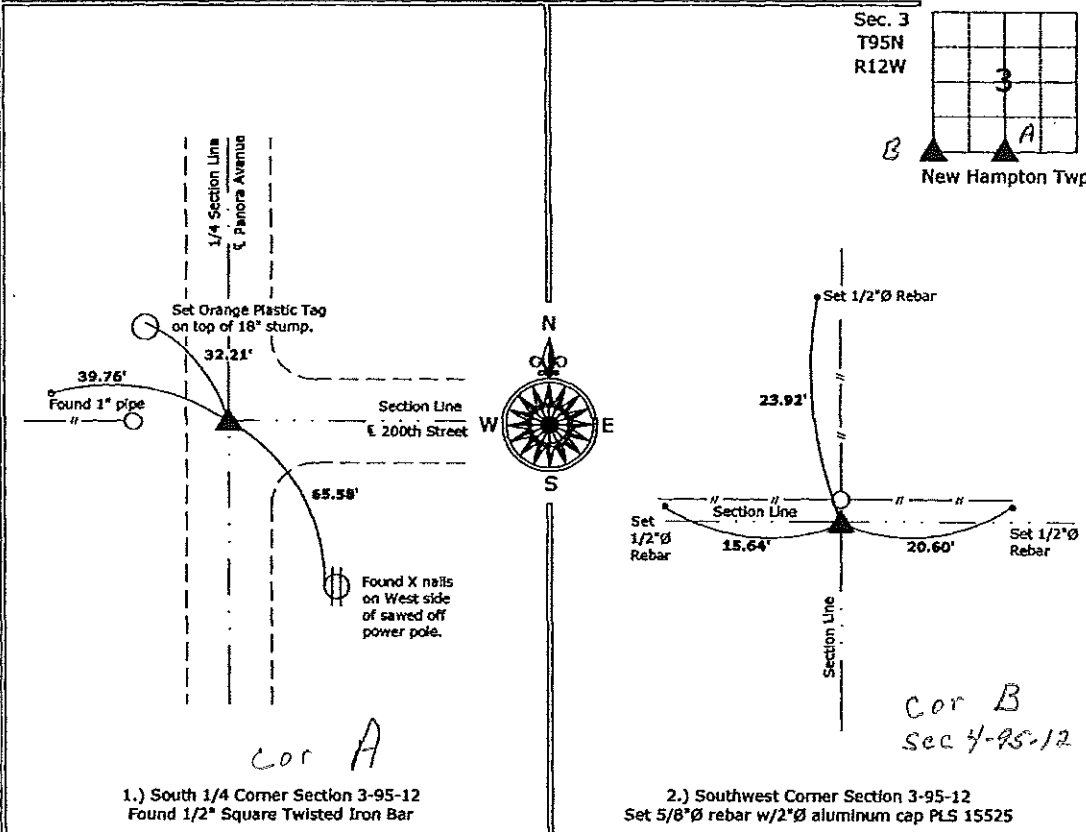 Sec. 3
T95N
R12W
3
A
B
New Hampton Twp
1/4 Section Line
℄ Panora Avenue
Set Orange Plastic Tag
on top of 18" stump.
32.21'
39.76'
Found 1" pipe
Section Line
℄ 200th Street
65.58'
Found X nails
on West side
of sawed off
power pole.
N
W
E
S
Set 1/2"Ø Rebar
23.92'
Section Line
Set
1/2"Ø
Rebar
15.64'
20.60'
Set 1/2"Ø
Rebar
Section Line
Cor A
1.) South 1/4 Corner Section 3-95-12
Found 1/2" Square Twisted Iron Bar
Cor B
Sec 4-95-12
2.) Southwest Corner Section 3-95-12
Set 5/8"Ø rebar w/2"Ø aluminum cap PLS 15525